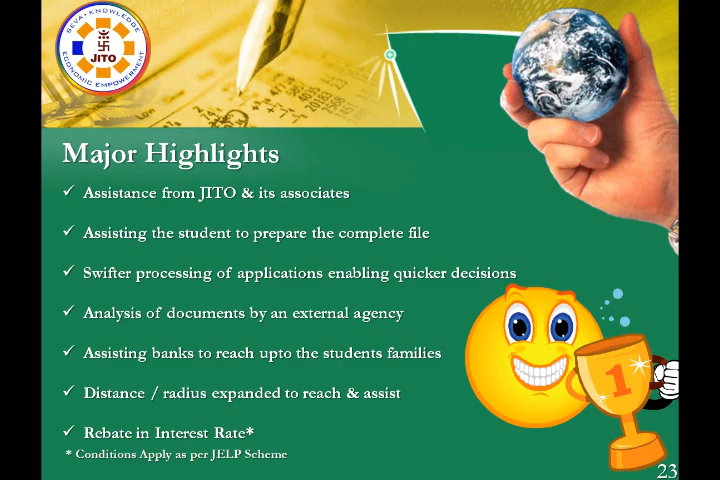 SEVA • KNOWLEDGE
JITO
ECONOMIC EMPOWERMENT
Major Highlights
✓ Assistance from JITO & its associates
✓ Assisting the student to prepare the complete file
✓ Swifter processing of applications enabling quicker decisions
✓ Analysis of documents by an external agency
✓ Assisting banks to reach upto the students families
✓ Distance / radius expanded to reach & assist
✓ Rebate in Interest Rate*
* Conditions Apply as per JELP Scheme
1
23